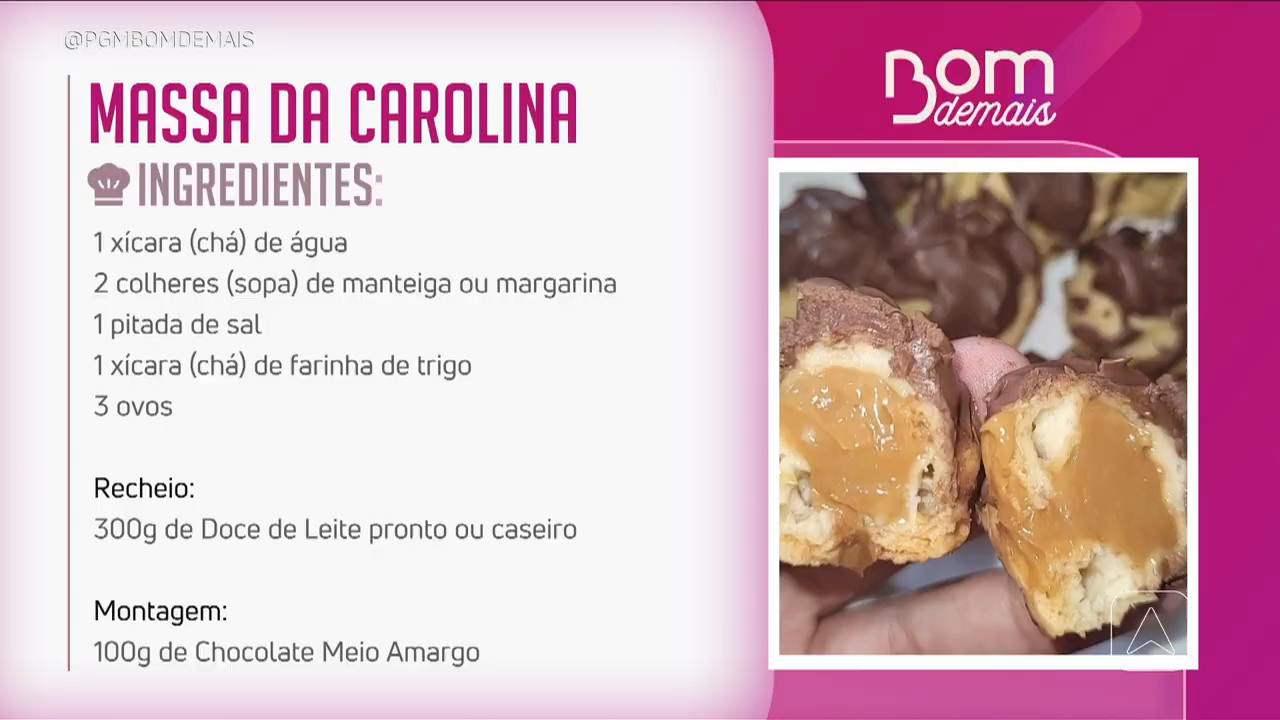 @PGMBOMDEMAIS
MASSA DA CAROLINA
INGREDIENTES:
1 xícara (chá) de água
2 colheres (sopa) de manteiga ou margarina
1 pitada de sal
1 xícara (chá) de farinha de trigo
3 ovos
Recheio:
300g de Doce de Leite pronto ou caseiro
Montagem:
100g de Chocolate Meio Amargo
Bom
demais